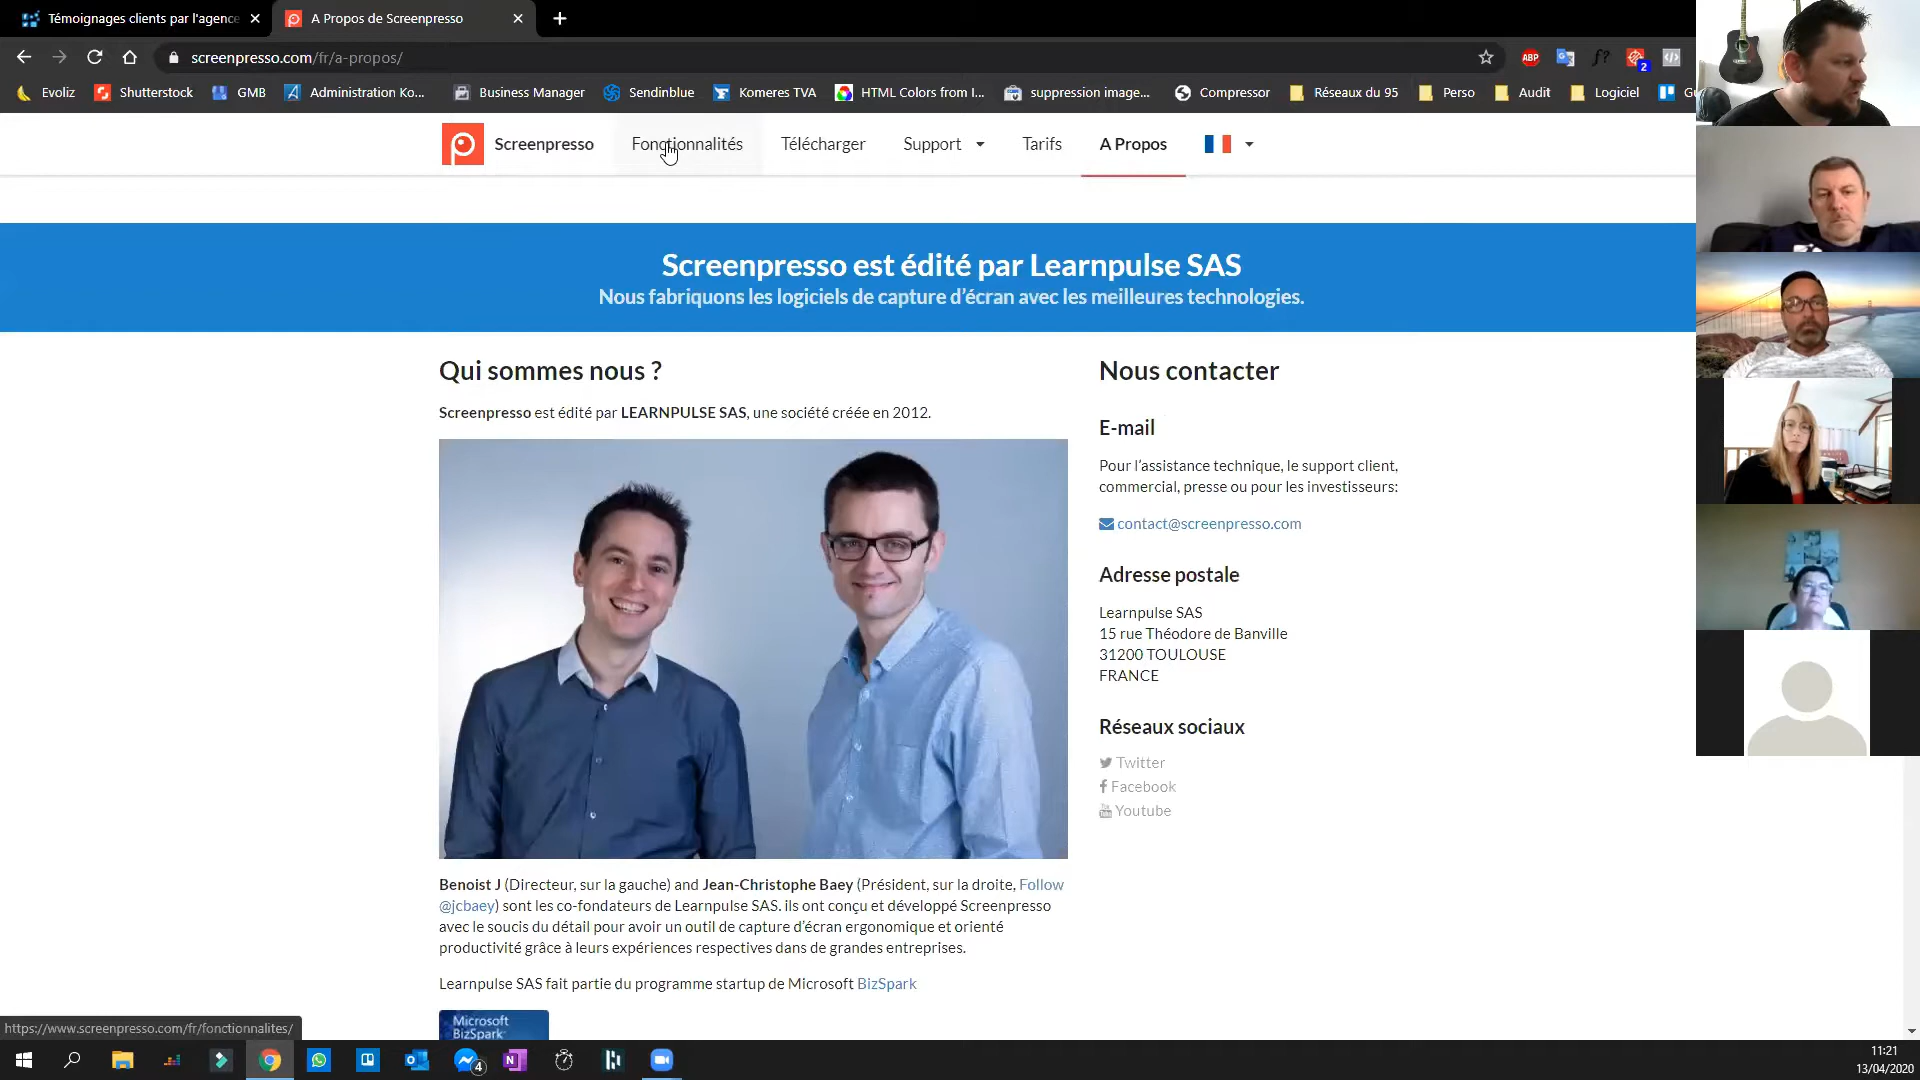 Témoignages clients par l'agence
A Propos de Screenpresso
screenpresso.com/fr/a-propos/
ABP
2
Evoliz
Shutterstock
GMB
Administration Ko...
Business Manager
Sendinblue
Komeres TVA
HTML Colors from I...
suppression image...
Compressor
Réseaux du 95
Perso
Audit
Logiciel
Screenpresso
Fonctionnalités
Télécharger
Support
Tarifs
A Propos
Screenpresso est édité par Learnpulse SAS
Nous fabriquons les logiciels de capture d'écran avec les meilleures technologies.
Qui sommes nous ?
Screenpresso est édité par LEARNPULSE SAS, une société créée en 2012.
Benoist J (Directeur, sur la gauche) and Jean-Christophe Baey (Président, sur la droite, Follow
@jcbaey) sont les co-fondateurs de Learnpulse SAS. ils ont conçu et développé Screenpresso
avec le soucis du détail pour avoir un outil de capture d'écran ergonomique et orienté
productivité grâce à leurs expériences respectives dans de grandes entreprises.
Learnpulse SAS fait partie du programme startup de Microsoft BizSpark
Microsoft
BizSpark
Nous contacter
E-mail
Pour l'assistance technique, le support client,
commercial, presse ou pour les investisseurs:
contact@screenpresso.com
Adresse postale
Learnpulse SAS
15 rue Théodore de Banville
31200 TOULOUSE
FRANCE
Réseaux sociaux
Twitter
Facebook
Youtube
https://www.screenpresso.com/fr/fonctionnalites/
4
11:21
13/04/2020